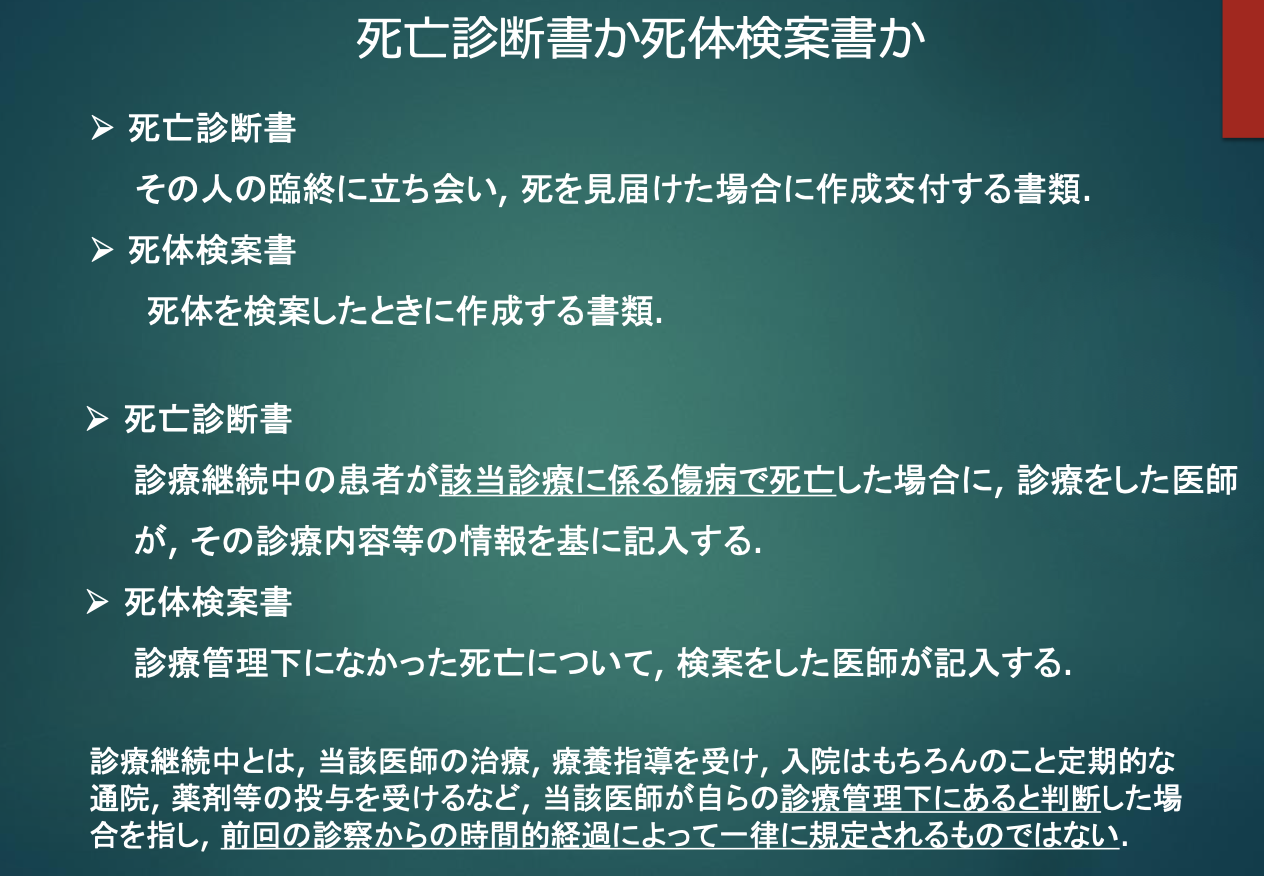 死亡診断書か死体検案書か
➢ 死亡診断書
その人の臨終に立ち会い, 死を見届けた場合に作成交付する書類.
➢ 死体検案書
死体を検案したときに作成する書類.
➢ 死亡診断書
診療継続中の患者が該当診療に係る傷病で死亡した場合に, 診療をした医師
が, その診療内容等の情報を基に記入する.
➢ 死体検案書
診療管理下になかった死亡について, 検案をした医師が記入する.
診療継続中とは, 当該医師の治療, 療養指導を受け, 入院はもちろんのこと定期的な
通院, 薬剤等の投与を受けるなど, 当該医師が自らの診療管理下にあると判断した場
合を指し, 前回の診察からの時間的経過によって一律に規定されるものではない.